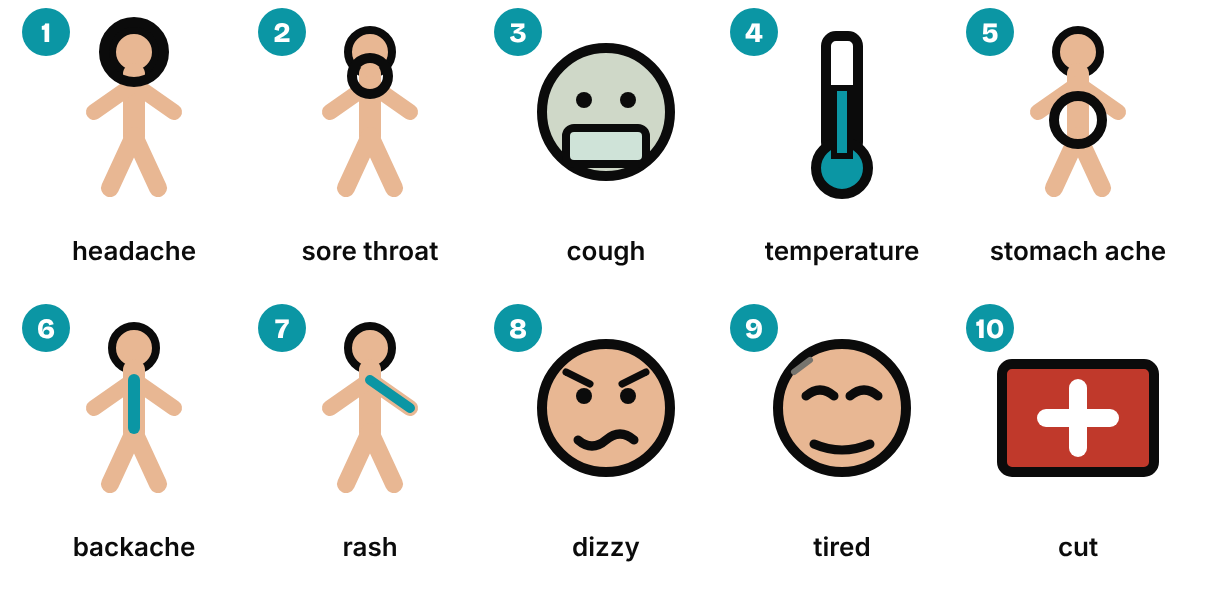 1
headache
2
sore throat
3
cough
4
temperature
5
stomach ache
6
backache
7
rash
8
dizzy
9
tired
10
cut